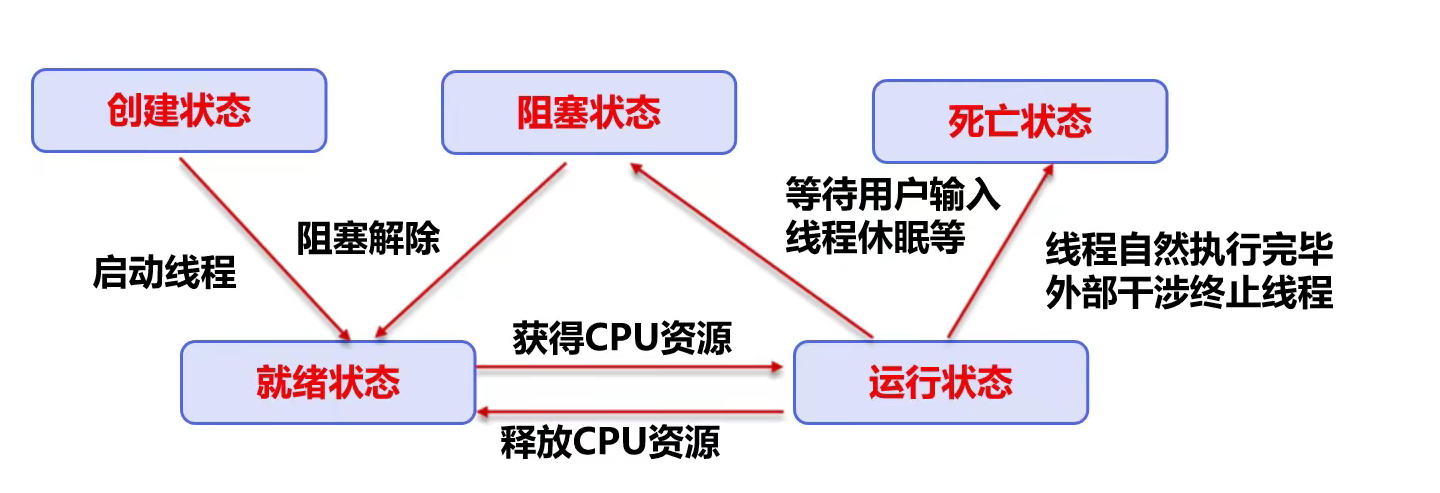 创建状态
阻塞状态
死亡状态
等待用户输入
线程休眠等
阻塞解除
启动线程
线程自然执行完毕
外部干涉终止线程
获得CPU资源
就绪状态
运行状态
释放CPU资源